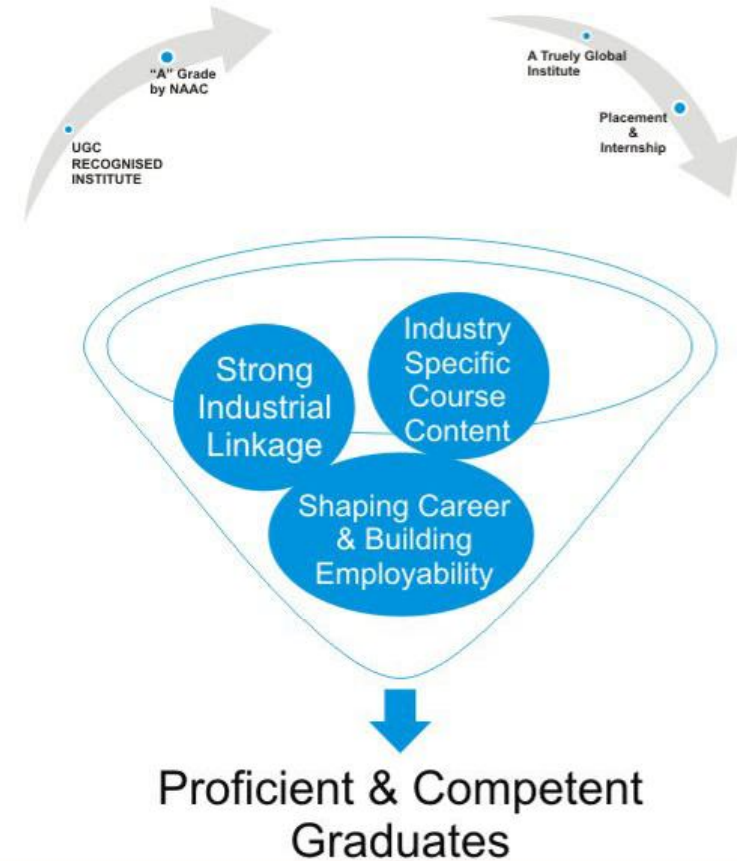 “A” Grade
by NAAC
UGC
RECOGNISED
INSTITUTE
A Truely Global
Institute
Placement
&
Internship
Strong
Industrial
Linkage
Industry
Specific
Course
Content
Shaping Career
& Building
Employability
Proficient & Competent
Graduates